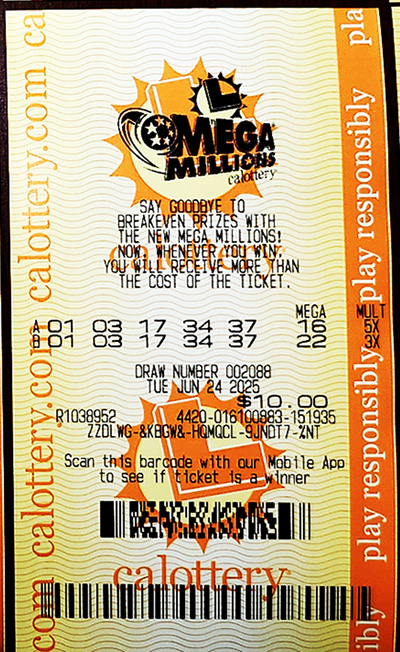 MEGA
MILLIONS
calottery
SAY GOODBYE TO
BREAKEVEN PRIZES WITH
THE NEW MEGA MILLIONS!
NOW, WHENEVER YOU WIN,
YOU WILL RECEIVE MORE THAN
THE COST OF THE TICKET.
MEGA MULT
A 01 03 17 34 37 16 5X
B 01 03 17 34 37 22 3X
DRAW NUMBER 002088
TUE JUN 24 2025
$10.00
R1038952 4420-016100883-151935
ZZDLWG-&KBGW&-HQMQCL-9JNDT7-%NT
Scan this barcode with our Mobile App
to see if ticket is a winner
calottery
com calottery.com calottery.com ca
ibly play responsibly play responsibly pla